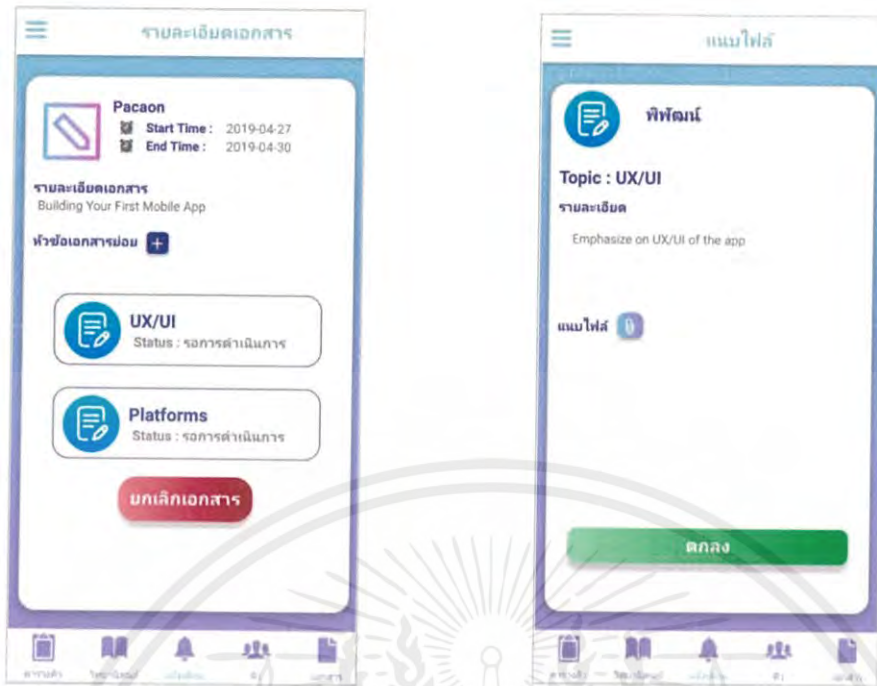 รายละเอียดเอกสาร
Pacaon
Start Time : 2019-04-27
End Time : 2019-04-30
รายละเอียดเอกสาร
Building Your First Mobile App
หัวข้อเอกสารย่อย
UX/UI
Status : รอการดำเนินการ
Platforms
Status : รอการดำเนินการ
ยกเลิกเอกสาร
แนบไฟล์
พิพัฒน์
Topic : UX/UI
รายละเอียด
Emphasize on UX/UI of the app
แนบไฟล์
ตกลง